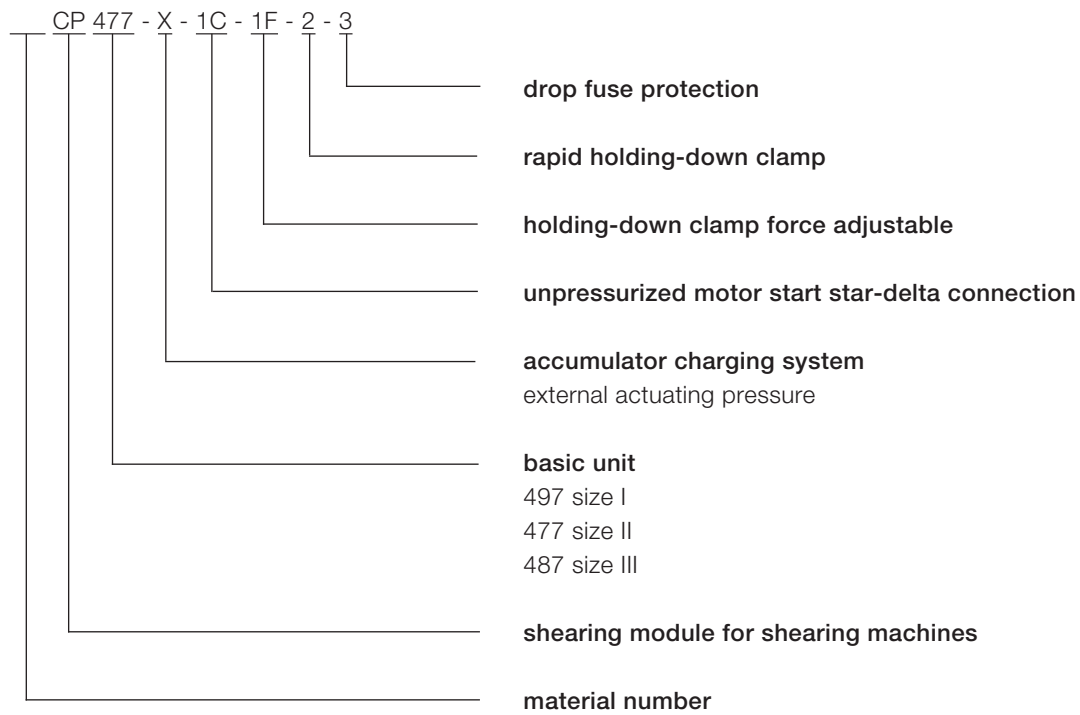 CP 477 - X - 1C - 1F - 2 - 3
drop fuse protection
rapid holding-down clamp
holding-down clamp force adjustable
unpressurized motor start star-delta connection
accumulator charging system
external actuating pressure
basic unit
497 size I
477 size II
487 size III
shearing module for shearing machines
material number